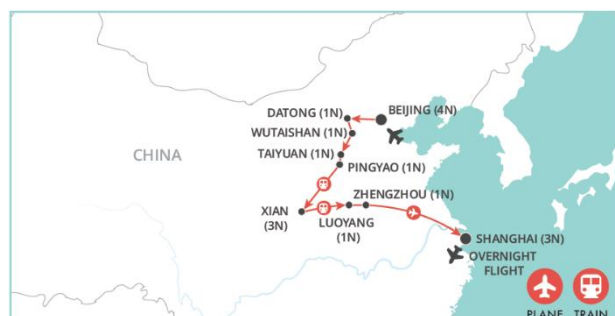 DATONG (1N)
BEIJING (4N)
WUTAISHAN (1N)
TAIYUAN (1N)
PINGYAO (1N)
CHINA
ZHENGZHOU (1N)
XIAN
(3N)
LUOYANG
(1N)
SHANGHAI (3N)
OVERNIGHT
FLIGHT
PLANE TRAIN